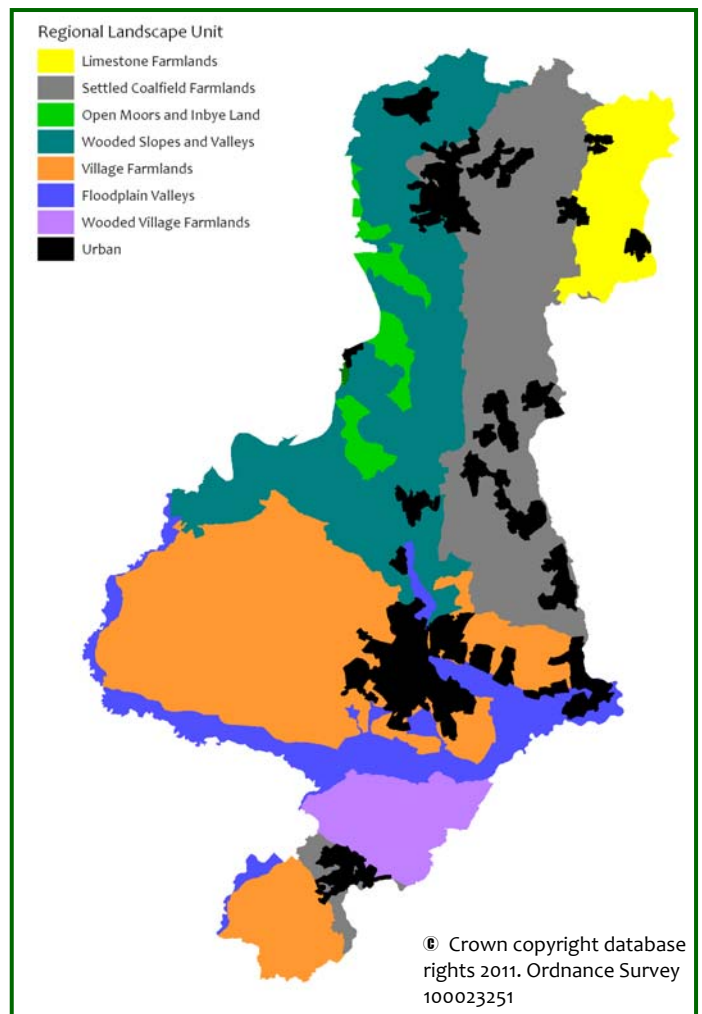 Regional Landscape Unit
Limestone Farmlands
Settled Coalfield Farmlands
Open Moors and Inbye Land
Wooded Slopes and Valleys
Village Farmlands
Floodplain Valleys
Wooded Village Farmlands
Urban
© Crown copyright database
rights 2011. Ordnance Survey
100023251